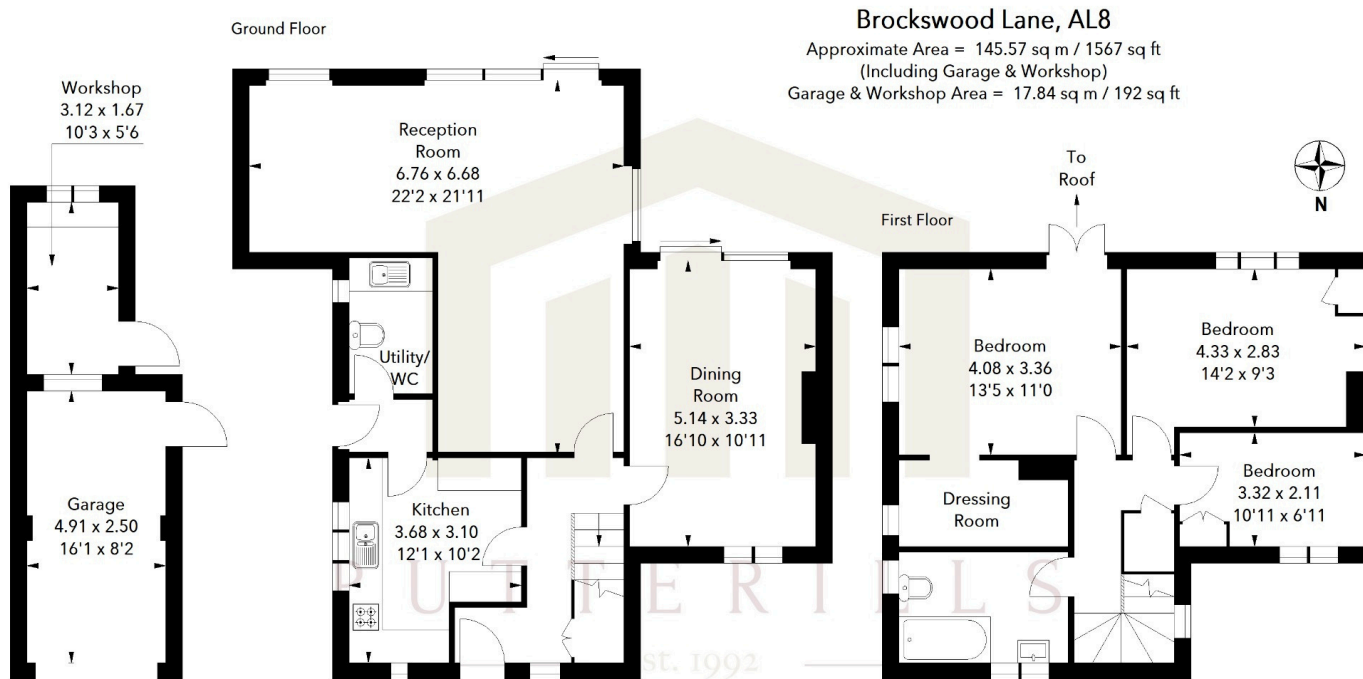 Brockswood Lane, AL8
Approximate Area = 145.57 sq m / 1567 sq ft
(Including Garage & Workshop)
Garage & Workshop Area = 17.84 sq m / 192 sq ft
Ground Floor
Workshop
3.12 x 1.67
10'3 x 5'6
Reception
Room
6.76 x 6.68
22'2 x 21'11
Utility/
WC
Dining
Room
5.14 x 3.33
16'10 x 10'11
Kitchen
3.68 x 3.10
12'1 x 10'2
Garage
4.91 x 2.50
16'1 x 8'2
To
Roof
N
First Floor
Bedroom
4.08 x 3.36
13'5 x 11'0
Bedroom
4.33 x 2.83
14'2 x 9'3
Bedroom
3.32 x 2.11
10'11 x 6'11
Dressing
Room
PUTTERILLS
est. 1992